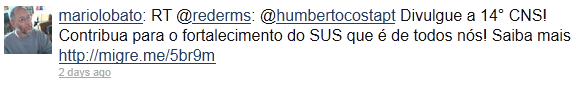 mariolobato: RT @rederms: @humbertocostapt Divulgue a 14° CNS!
Contribua para o fortalecimento do SUS que é de todos nós! Saiba mais
http://migre.me/5br9m
2 days ago